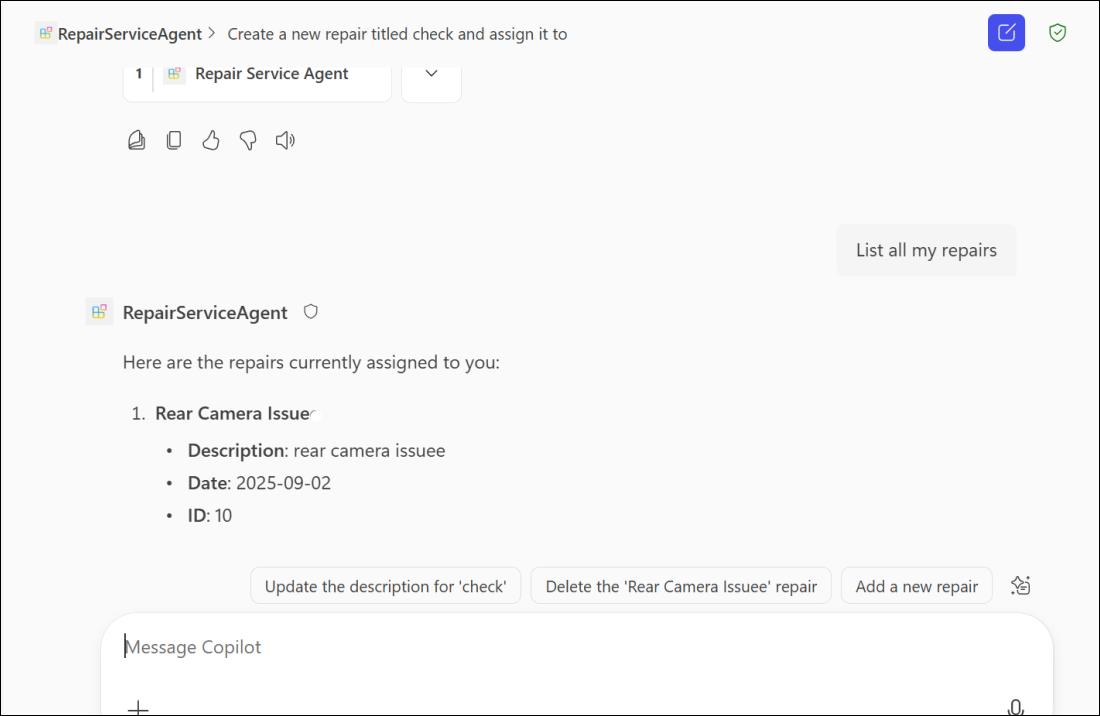 RepairServiceAgent > Create a new repair titled check and assign it to
1 Repair Service Agent
List all my repairs
RepairServiceAgent
Here are the repairs currently assigned to you:
1. Rear Camera Issue
• Description: rear camera issuee
• Date: 2025-09-02
• ID: 10
Update the description for 'check' Delete the 'Rear Camera Issuee' repair Add a new repair
Message Copilot